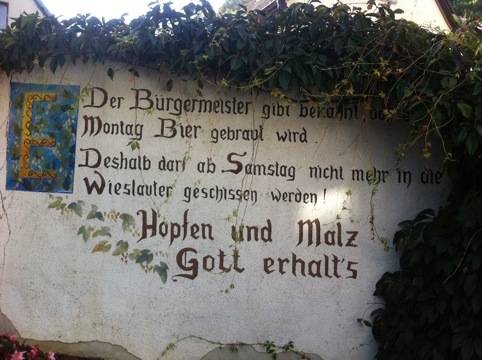 Der Bürgermeister gibt bekannt da
Montag Bier gebraut wird
Deshalb darf ab Samstag nicht mehr in die
Wieslauter geschissen werden!
Hopfen und Malz
Gott erhalt's